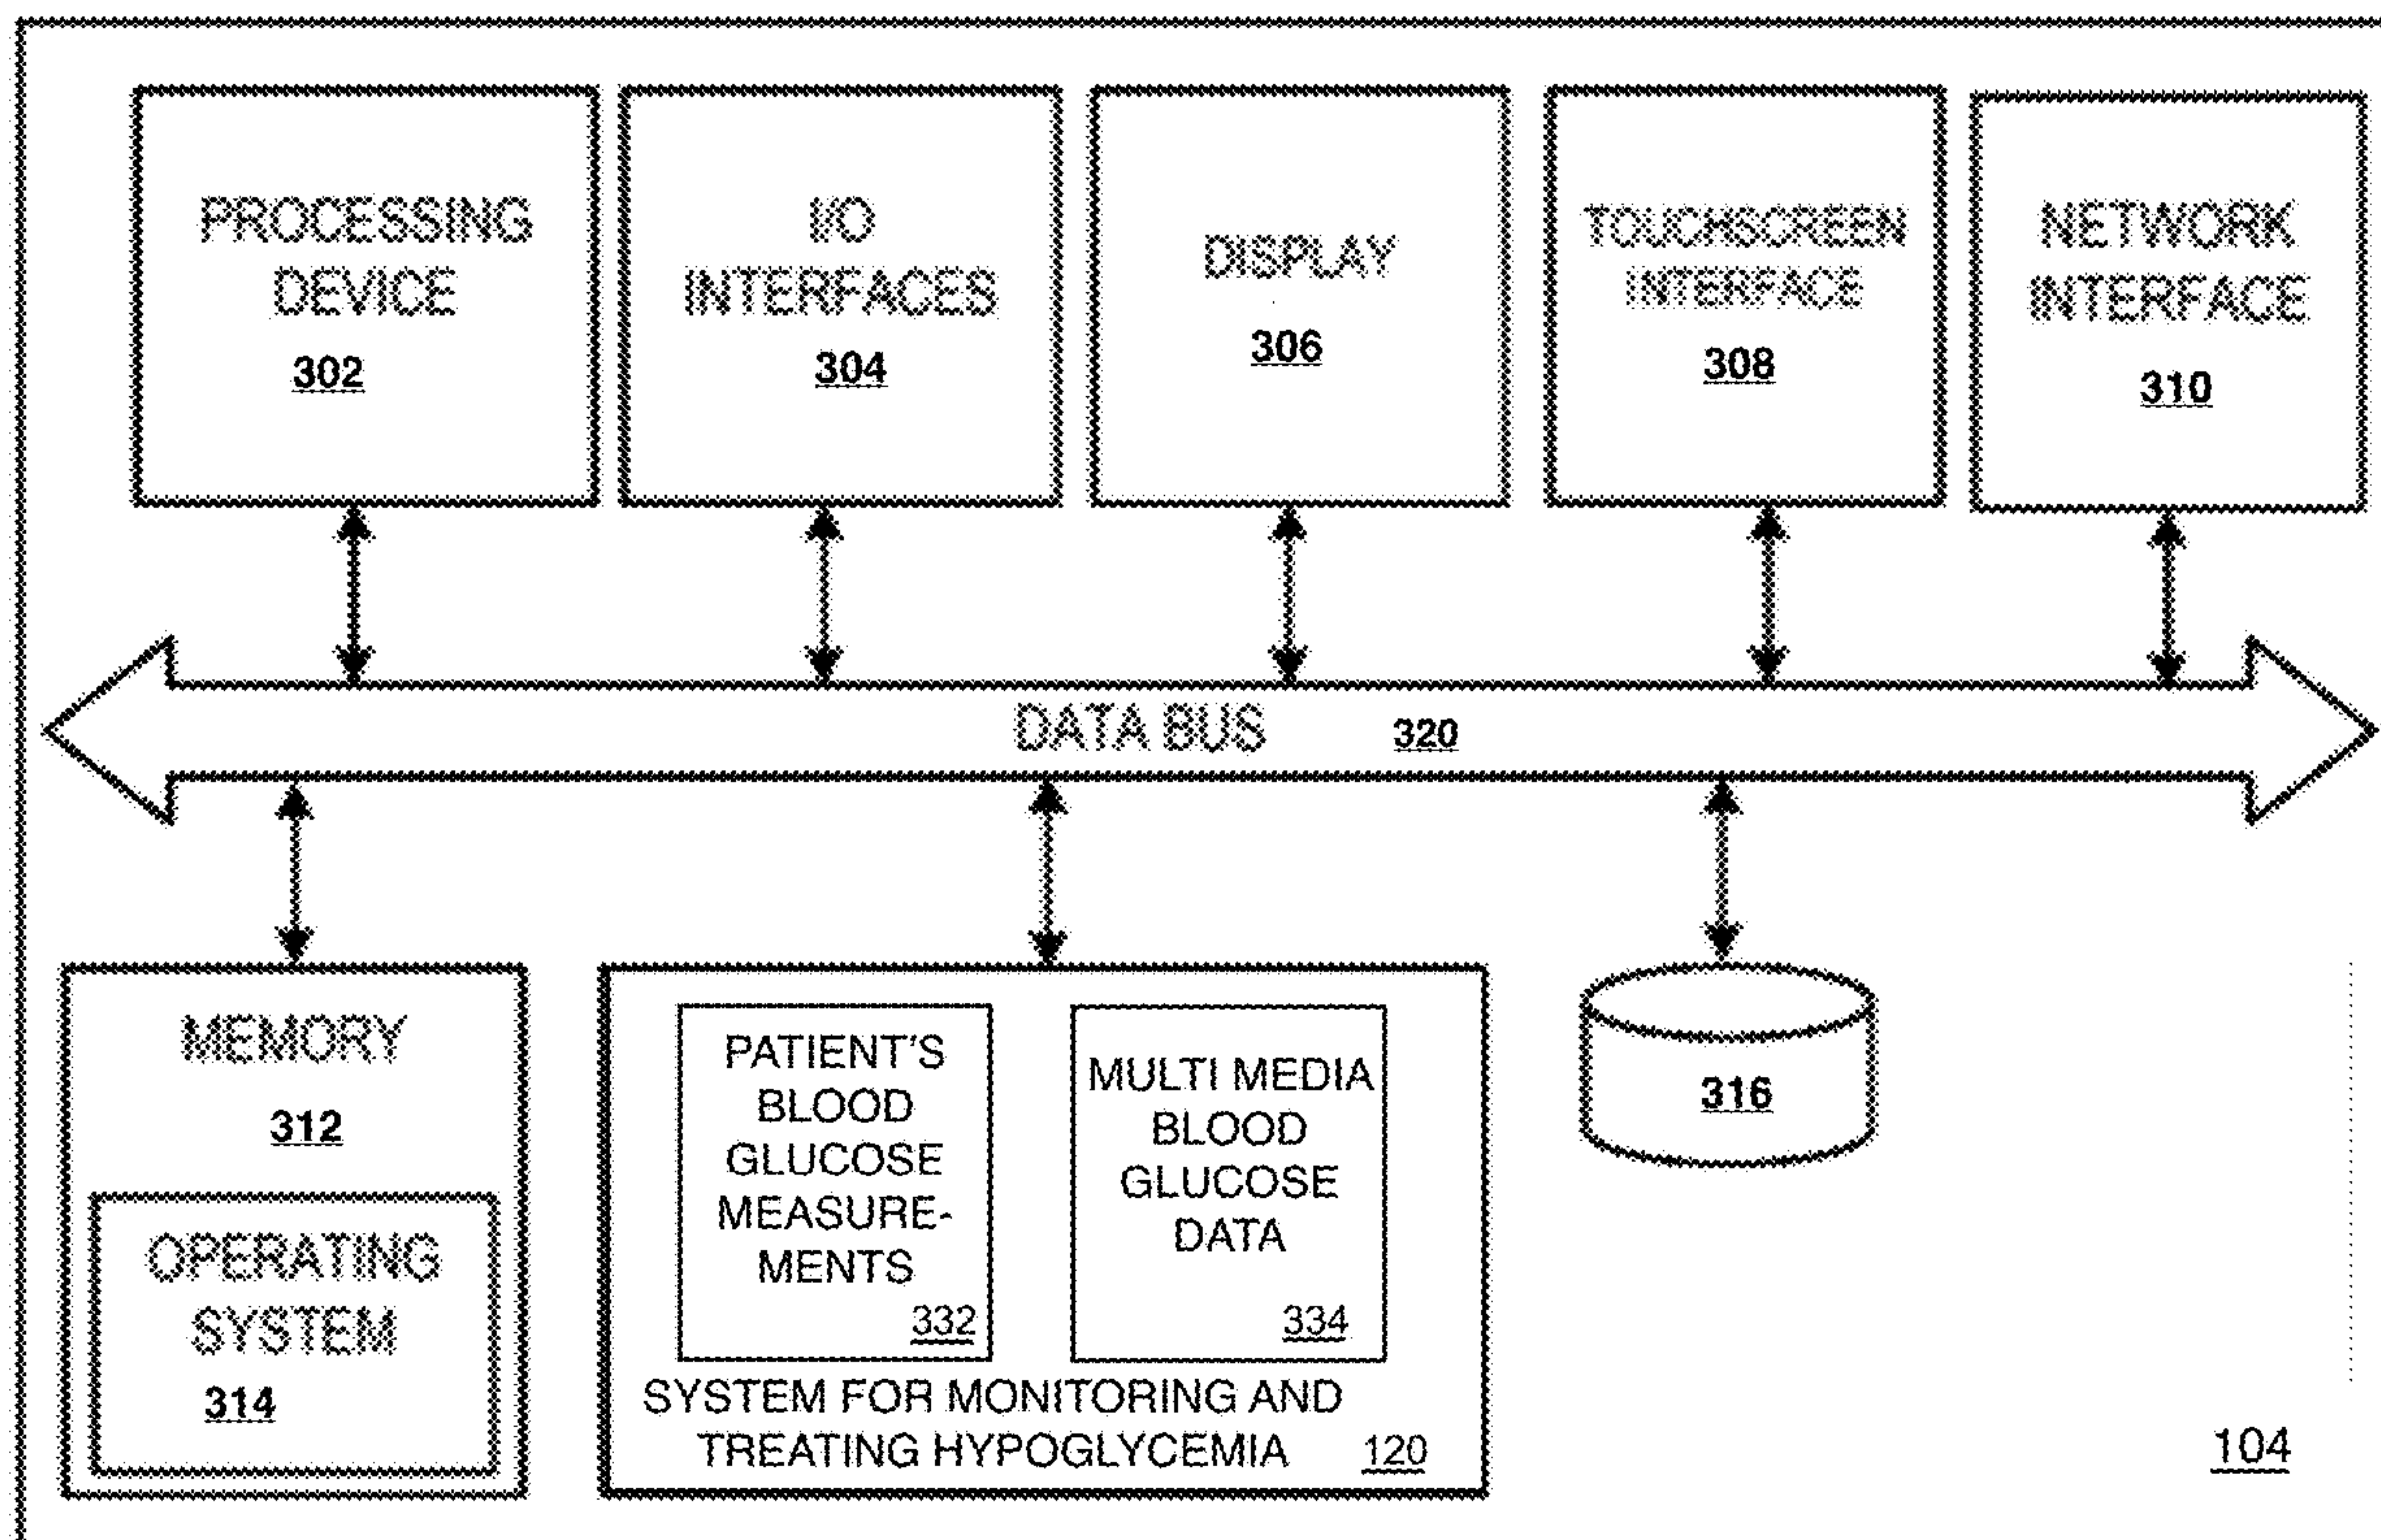 PROCESSING
DEVICE
302
I/O
INTERFACES
304
DISPLAY
306
TOUCHSCREEN
INTERFACE
308
NETWORK
INTERFACE
310
DATA BUS 320
MEMORY
312
OPERATING
SYSTEM
314
PATIENT'S
BLOOD
GLUCOSE
MEASURE-
MENTS
332
MULTI MEDIA
BLOOD
GLUCOSE
DATA
334
SYSTEM FOR MONITORING AND
TREATING HYPOGLYCEMIA 120
316
104